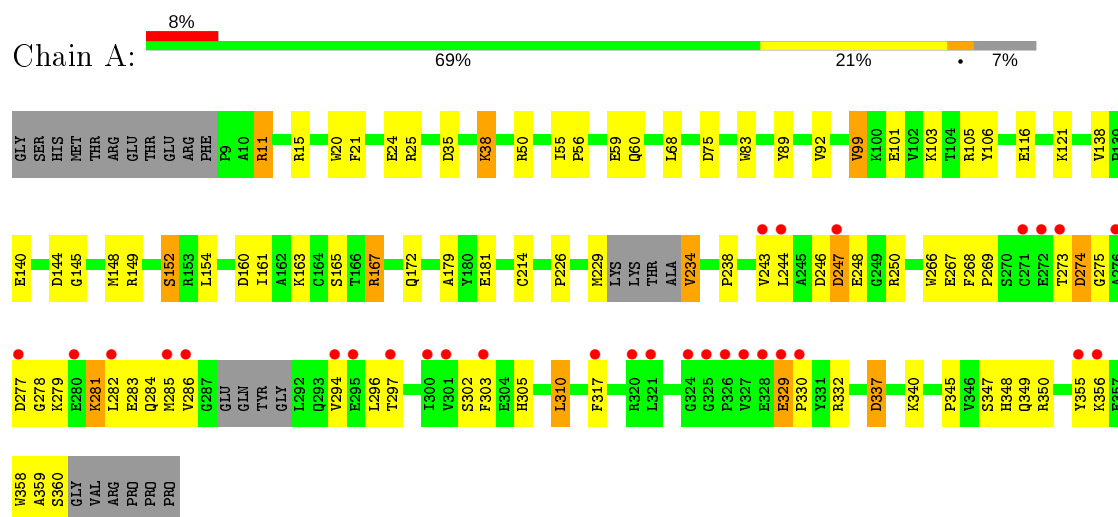 8%
Chain A:
69% 21% • 7%
GLY SER HIS MET THR ARG GLU THR GLU ARG PHE P9 A10 R11 R15 W20 F21 E24 R25 D35 K38 R50 I55 P56 E59 Q60 L68 D75 W83 Y89 V92 V99 K100 E101 V102 K103 T104 R105 Y106 E116 K121 V138
E140 D144 G145 M148 R149 S152 R153 L154 D160 I161 A162 K163 C164 S165 T166 R167 Q172 A179 Y180 E181 C214 P226 M229 LYS LYS THR ALA V234 P238 V243 L244 A245 D246 D247 E248 G249 R250 W266 E267 F268 P269 S270 C271 E272 T273 D274 G275
D277 G278 K279 E280 K281 L282 E283 Q284 M285 V286 G287 GLU GLN TYR GLY L292 Q293 V294 E295 L296 T297 I300 V301 S302 F303 E304 H305 L310 F317 R320 L321 G324 G325 P326 V327 E328 E329 P330 Y331 R332 D337 K340 P345 V346 S347 H348 Q349 R350 Y355 K356
W358 A359 S360 GLY VAL ARG PRO PRO PRO